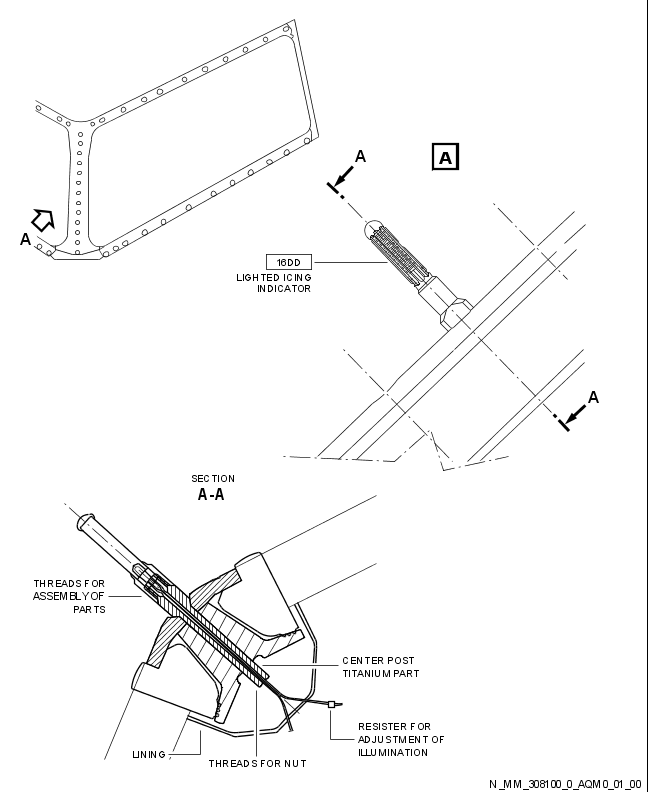 A
A
A
16DD
LIGHTED ICING
INDICATOR
A
SECTION
A-A
THREADS FOR
ASSEMBLY OF
PARTS
CENTER POST
TITANIUM PART
RESISTER FOR
ADJUSTMENT OF
ILLUMINATION
LINING
THREADS FOR NUT
N_MM_308100_0_AQM0_01_00